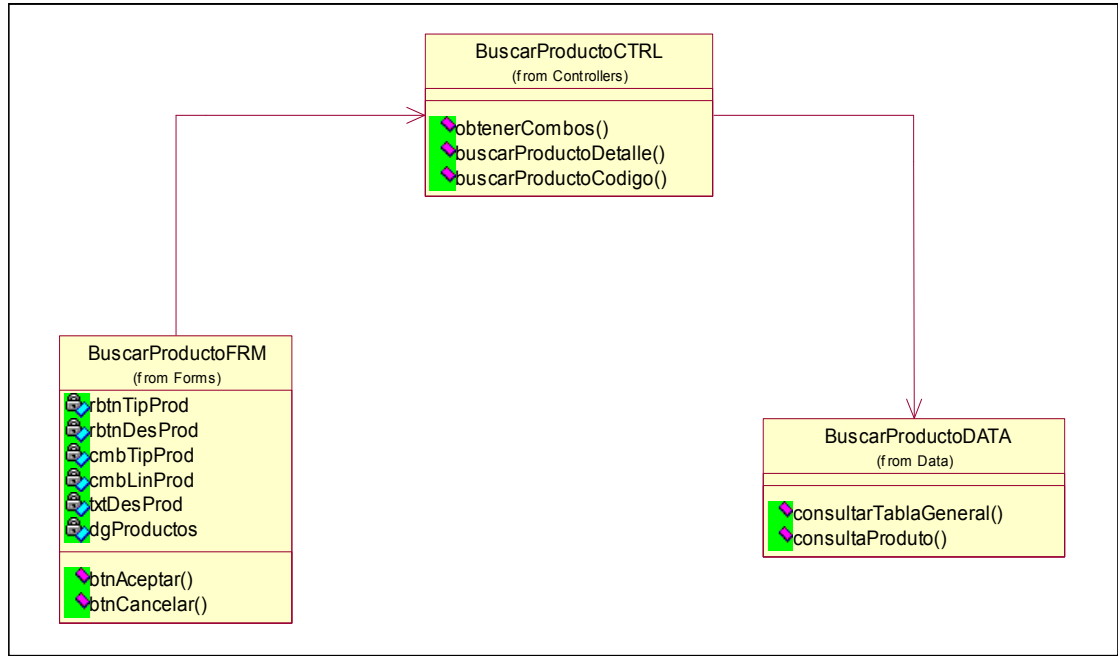 BuscarProductoCTRL
(from Controllers)
obtenerCombos()
buscarProductoDetalle()
buscarProductoCodigo()
BuscarProductoFRM
(from Forms)
rbtnTipProd
rbtnDesProd
cmbTipProd
cmbLinProd
txtDesProd
dgProductos
btnAceptar()
btnCancelar()
BuscarProductoDATA
(from Data)
consultarTablaGeneral()
consultaProduto()